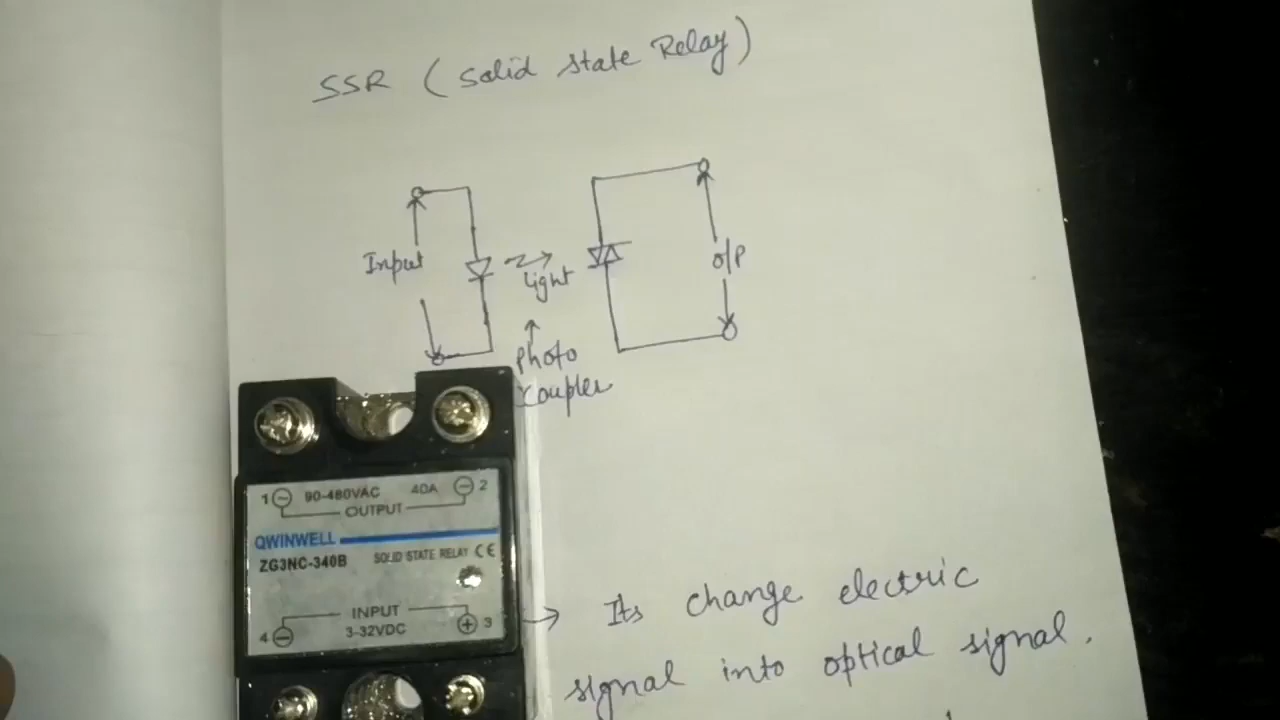 SSR (Solid State Relay)
Input
Light
O/P
Photo
coupler
1 90-480VAC 40A 2
OUTPUT
QWINWELL
ZG3NC-340B SOLID STATE RELAY CE
INPUT
4 3-32VDC 3
→ Its change electric
signal into optical signal.